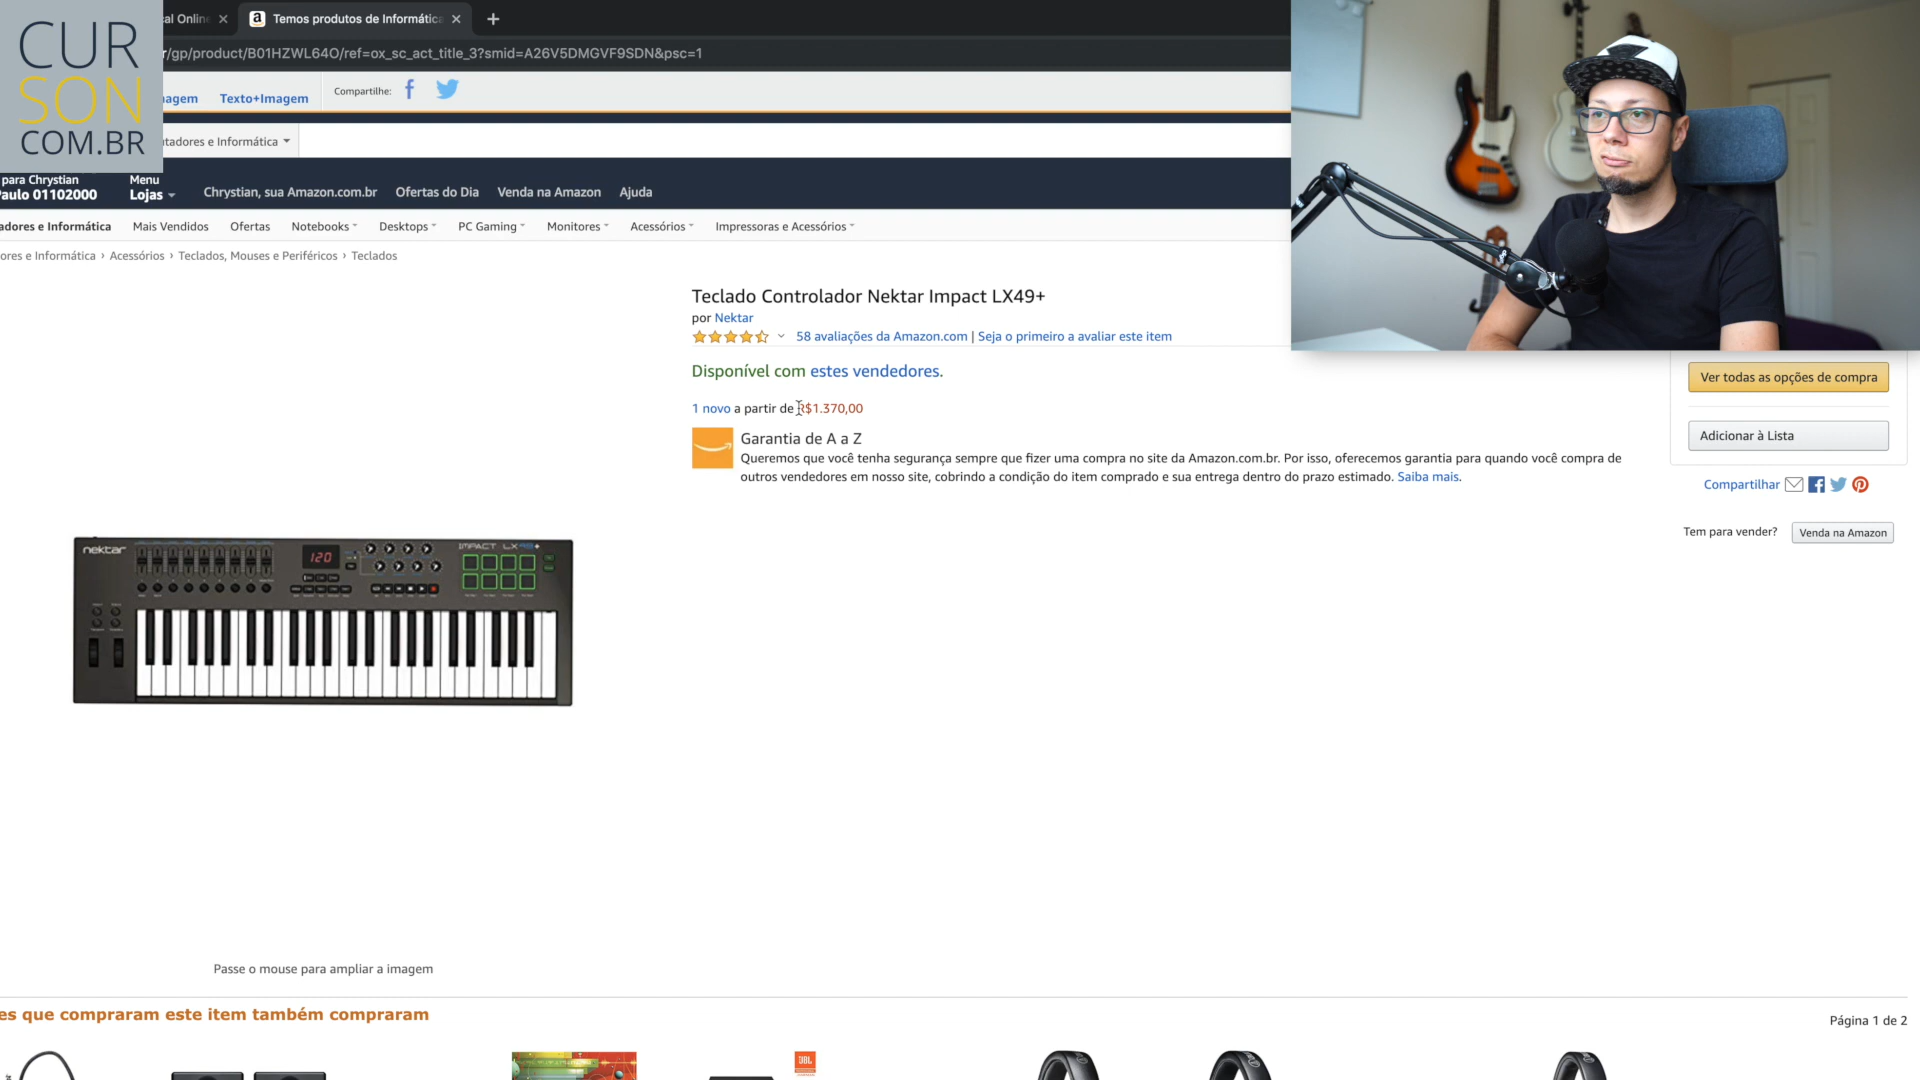 CUR
SON
COM.BR
al Online
Temos produtos de Informática
/gp/product/B01HZWL64O/ref=ox_sc_act_title_3?smid=A26V5DMGVF9SDN&psc=1
Texto+Imagem
Compartilhe:
e Informática
para Chrystian
Paulo 01102000
Menu
Lojas
Chrystian, sua Amazon.com.br
Ofertas do Dia
Venda na Amazon
Ajuda
adores e Informática
Mais Vendidos
Ofertas
Notebooks
Desktops
PC Gaming
Monitores
Acessórios
Impressoras e Acessórios
ores e Informática › Acessórios › Teclados, Mouses e Periféricos › Teclados
Teclado Controlador Nektar Impact LX49+
por Nektar
58 avaliações da Amazon.com | Seja o primeiro a avaliar este item
Disponível com estes vendedores.
1 novo a partir de R$1.370,00
Garantia de A a Z
Queremos que você tenha segurança sempre que fizer uma compra no site da Amazon.com.br. Por isso, oferecemos garantia para quando você compra de
outros vendedores em nosso site, cobrindo a condição do item comprado e sua entrega dentro do prazo estimado. Saiba mais.
Ver todas as opções de compra
Adicionar à Lista
Compartilhar
Tem para vender?
Venda na Amazon
nektar
120
IMPACT LX49+
Passe o mouse para ampliar a imagem
es que compraram este item também compraram
Página 1 de 2
JBL